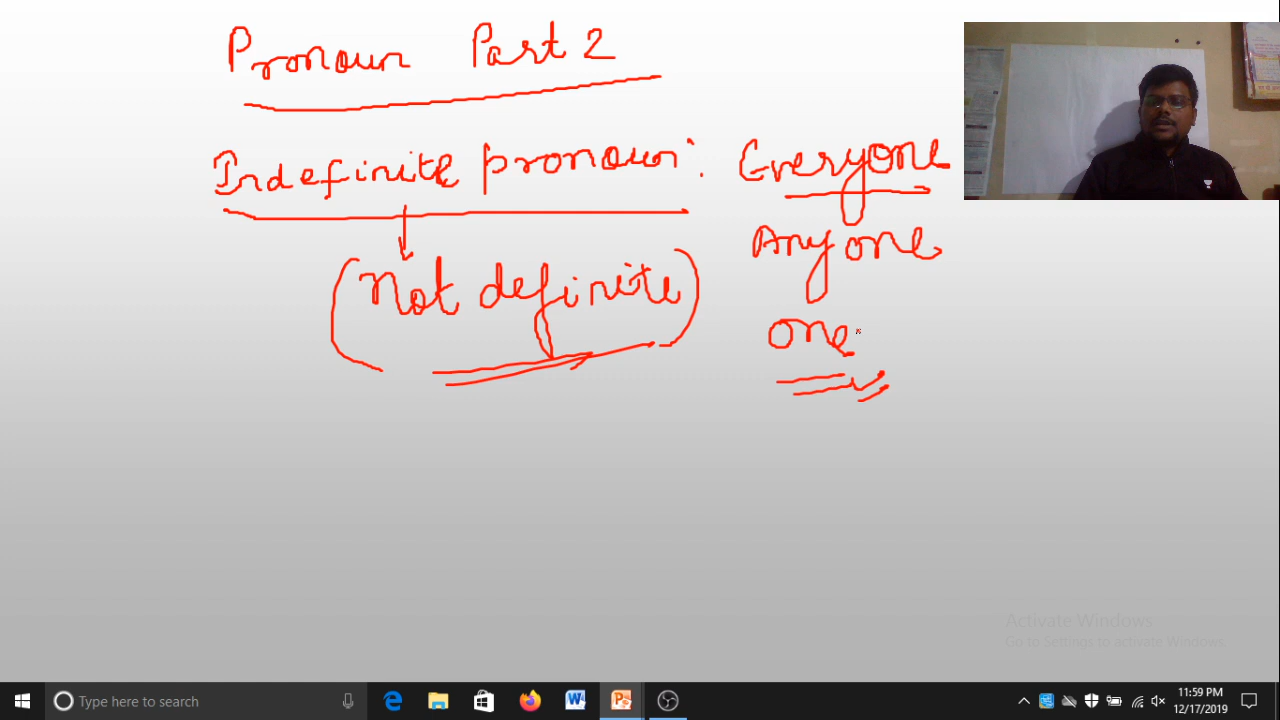 Pronoun Part 2
Indefinite pronoun: Everyone
Anyone
(Not definite)
one
Activate Windows
Go to Settings to activate Windows.
Type here to search
11:59 PM
12/17/2019